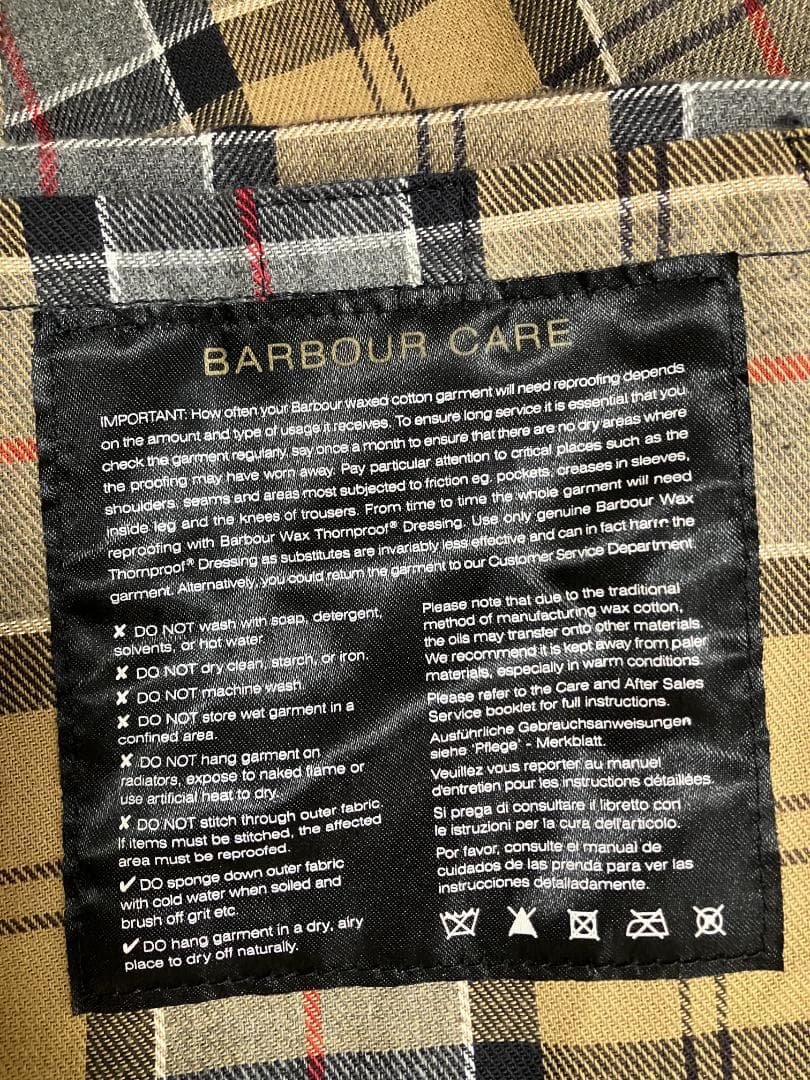 BARBOUR CARE
IMPORTANT: How often your Barbour waxed cotton garment will need reproofing depends
on the amount and type of usage it receives. To ensure long service it is essential that you
check the garment regularly, say once a month to ensure that there are no dry areas where
the proofing may have worn away. Pay particular attention to critical places such as the
shoulders, seams and areas most subjected to friction eg. pockets, creases in sleeves,
inside leg and the knees of trousers. From time to time the whole garment will need
reproofing with Barbour Wax Thornproof® Dressing. Use only genuine Barbour Wax
Thornproof® Dressing as substitutes are invariably less effective and can in fact harm the
garment. Alternatively, you could return the garment to our Customer Service Department.
✘ DO NOT wash with soap, detergent,
solvents, or hot water.
✘ DO NOT dry clean, starch, or iron.
✘ DO NOT machine wash.
✘ DO NOT store wet garment in a
confined area.
✘ DO NOT hang garment on
radiators, expose to naked flame or
use artificial heat to dry.
✘ DO NOT stitch through outer fabric.
If items must be stitched, the affected
area must be reproofed.
✔ DO sponge down outer fabric
with cold water when soiled and
brush off grit etc.
✔ DO hang garment in a dry, airy
place to dry off naturally.
Please note that due to the traditional
method of manufacturing wax cotton,
the oils may transfer onto other materials.
We recommend it is kept away from paler
materials, especially in warm conditions.
Please refer to the Care and After Sales
Service booklet for full instructions.
Ausführliche Gebrauchsanweisungen
siehe 'Pflege' - Merkblatt.
Veuillez vous reporter au manuel
d'entretien pour les instructions détaillées.
Si prega di consultare il libretto con
le istruzioni per la cura dell'articolo.
Por favor, consulte el manual de
cuidados de las prenda para ver las
instrucciones detalladamente.